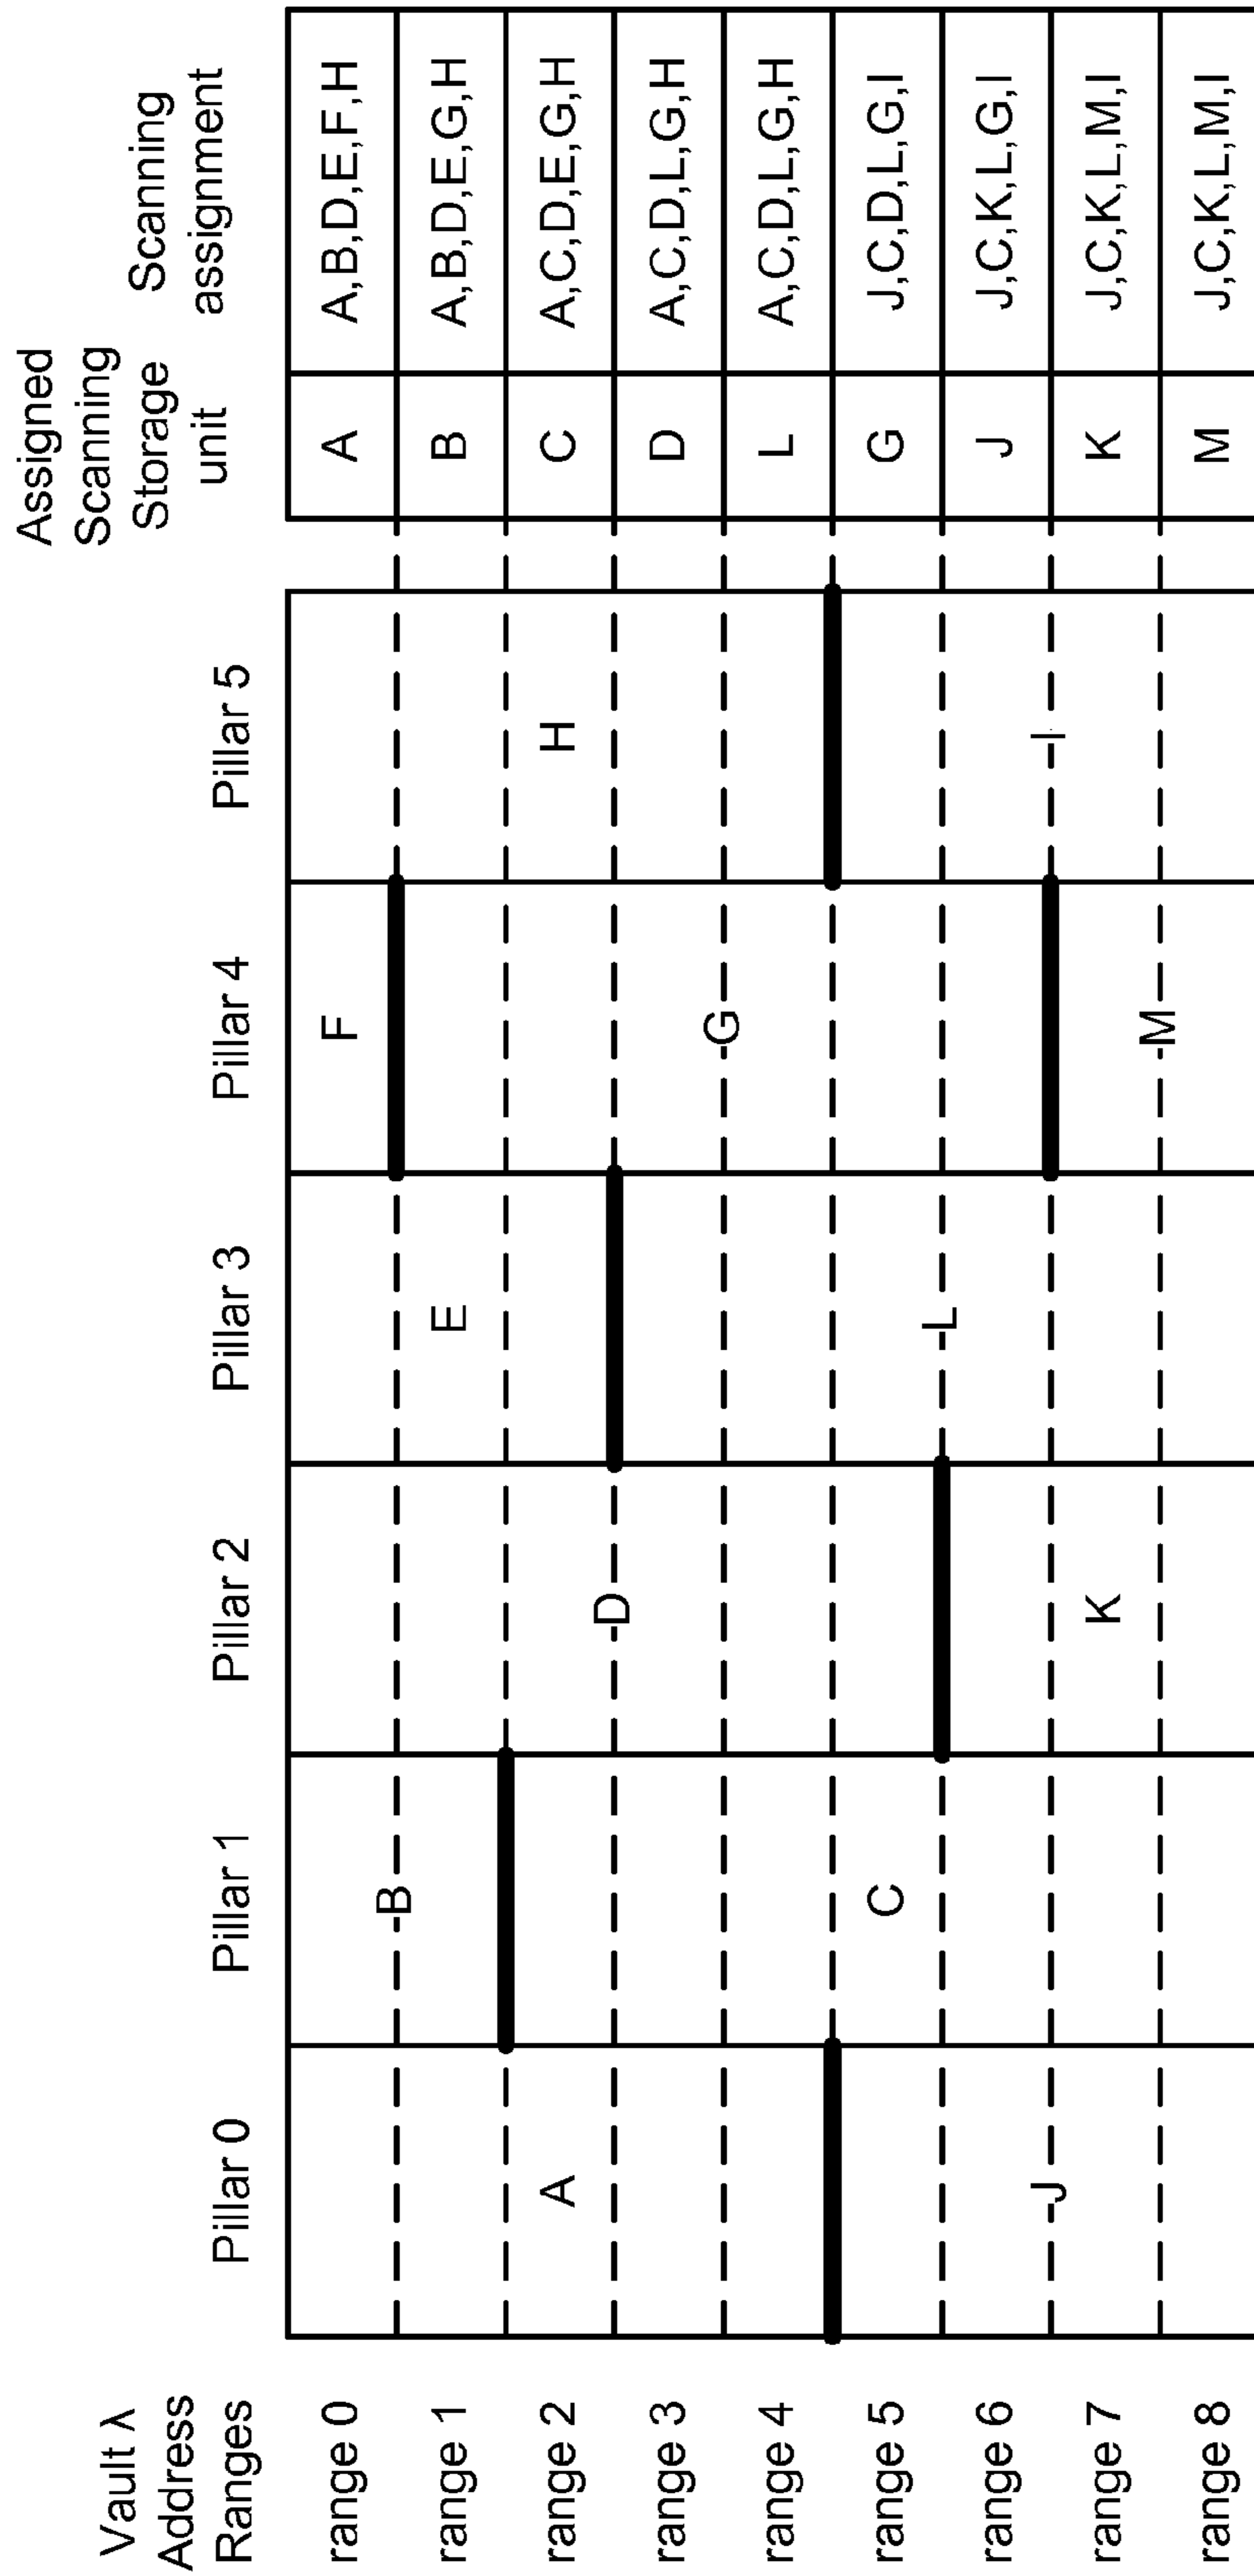 Vault λ Address Ranges
Pillar 0
Pillar 1
Pillar 2
Pillar 3
Pillar 4
Pillar 5
Assigned Scanning Storage unit
Scanning assignment
range 0
F
A
A,B,D,E,F,H
B
range 1
E
B
A,B,D,E,G,H
range 2
A
H
C
A,C,D,E,G,H
D
range 3
D
A,C,D,L,G,H
G
range 4
L
A,C,D,L,G,H
range 5
C
G
J,C,D,L,G,I
L
range 6
J
J,C,K,L,G,I
J
I
range 7
K
K
J,C,K,L,M,I
M
range 8
M
J,C,K,L,M,I